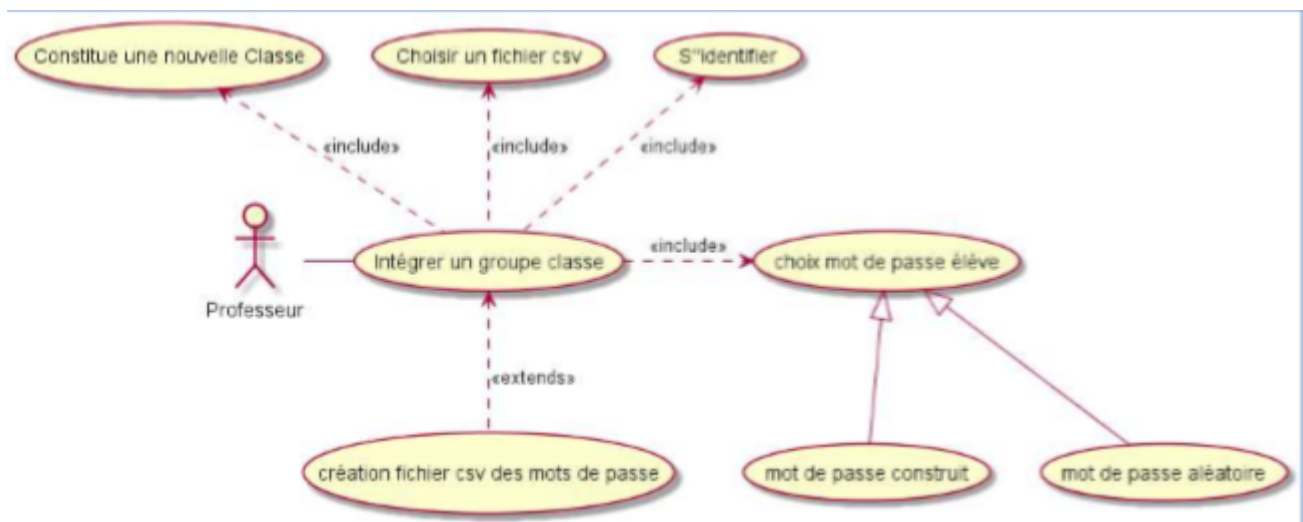 Constitue une nouvelle Classe
Choisir un fichier csv
S''identifier
«include»
«include»
«include»
Intégrer un groupe classe
«include»
choix mot de passe élève
Professeur
«extends»
création fichier csv des mots de passe
mot de passe construit
mot de passe aléatoire